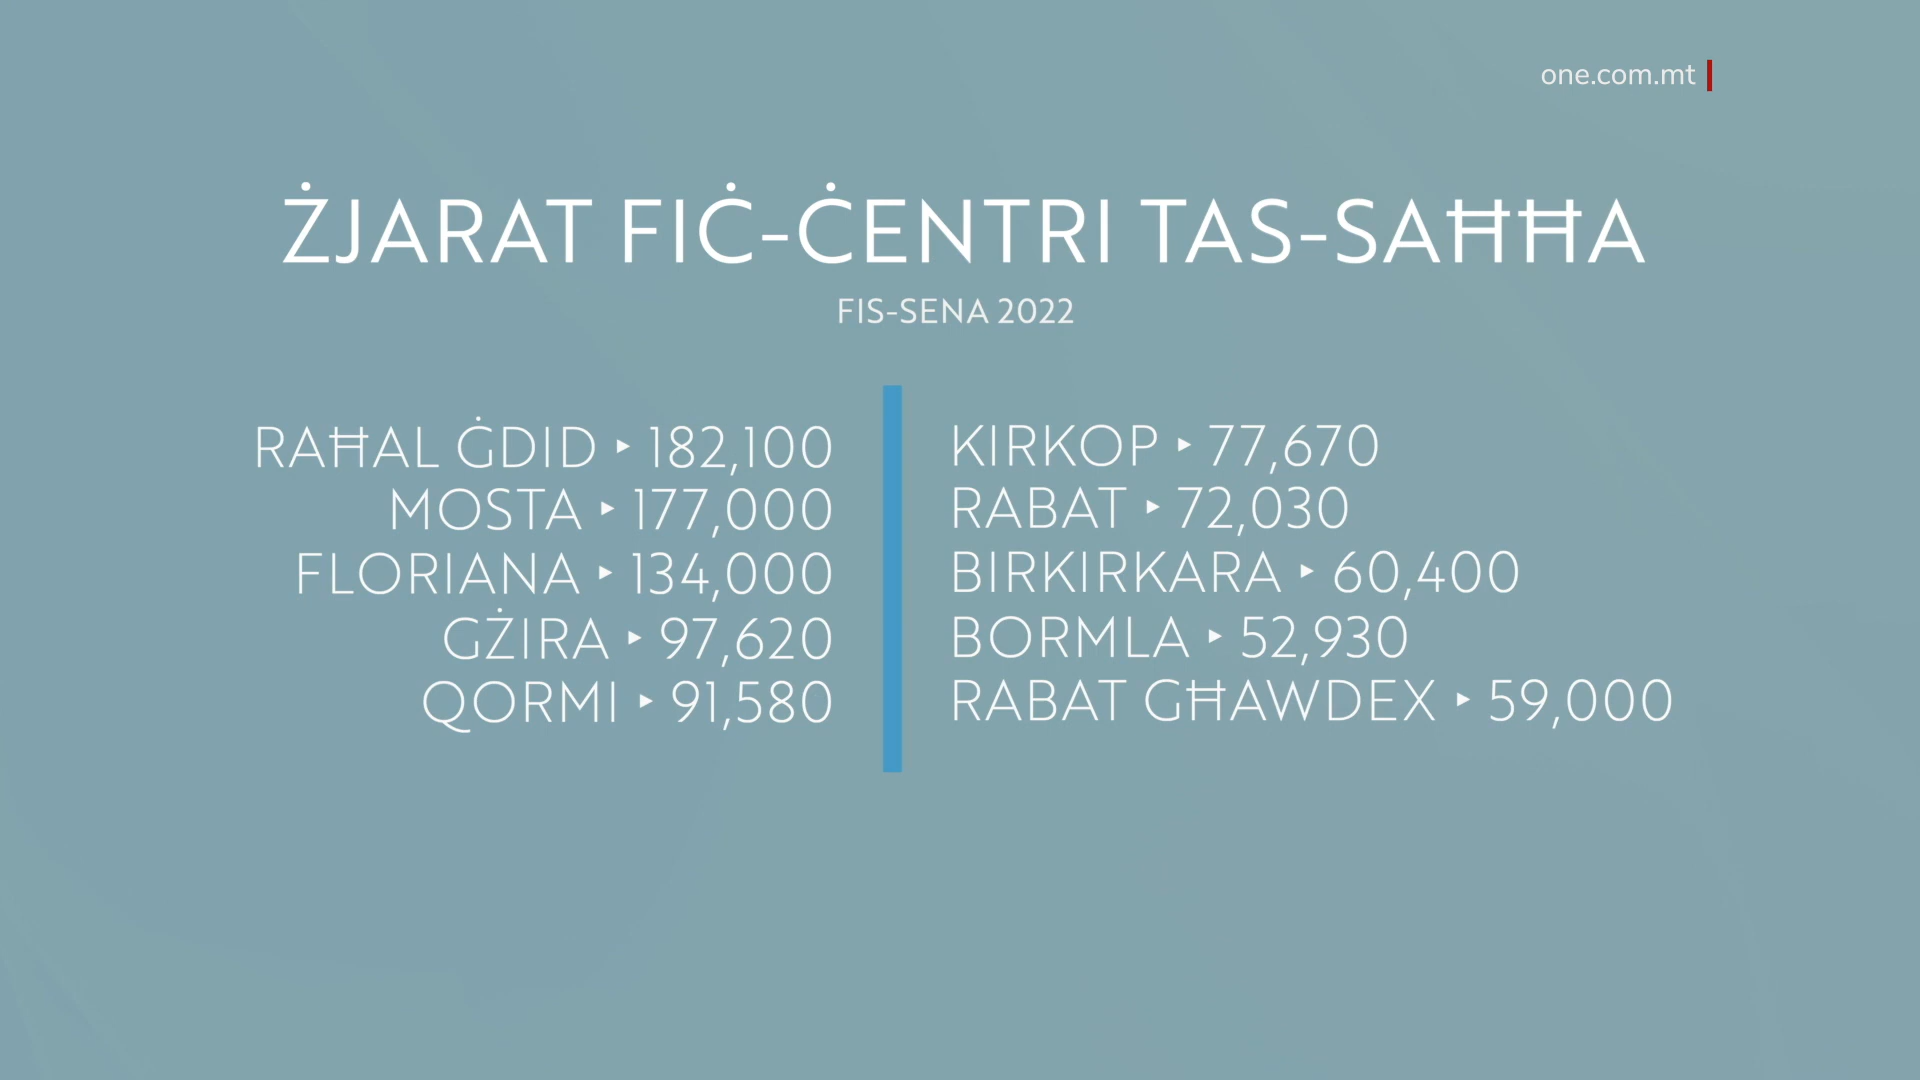 one.com.mt
ŻJARAT FIĊ-ĊENTRI TAS-SAĦĦA
FIS-SENA 2022
RAĦAL ĠDID ▸ 182,100
MOSTA ▸ 177,000
FLORIANA ▸ 134,000
GŻIRA ▸ 97,620
QORMI ▸ 91,580
KIRKOP ▸ 77,670
RABAT ▸ 72,030
BIRKIRKARA ▸ 60,400
BORMLA ▸ 52,930
RABAT GĦAWDEX ▸ 59,000